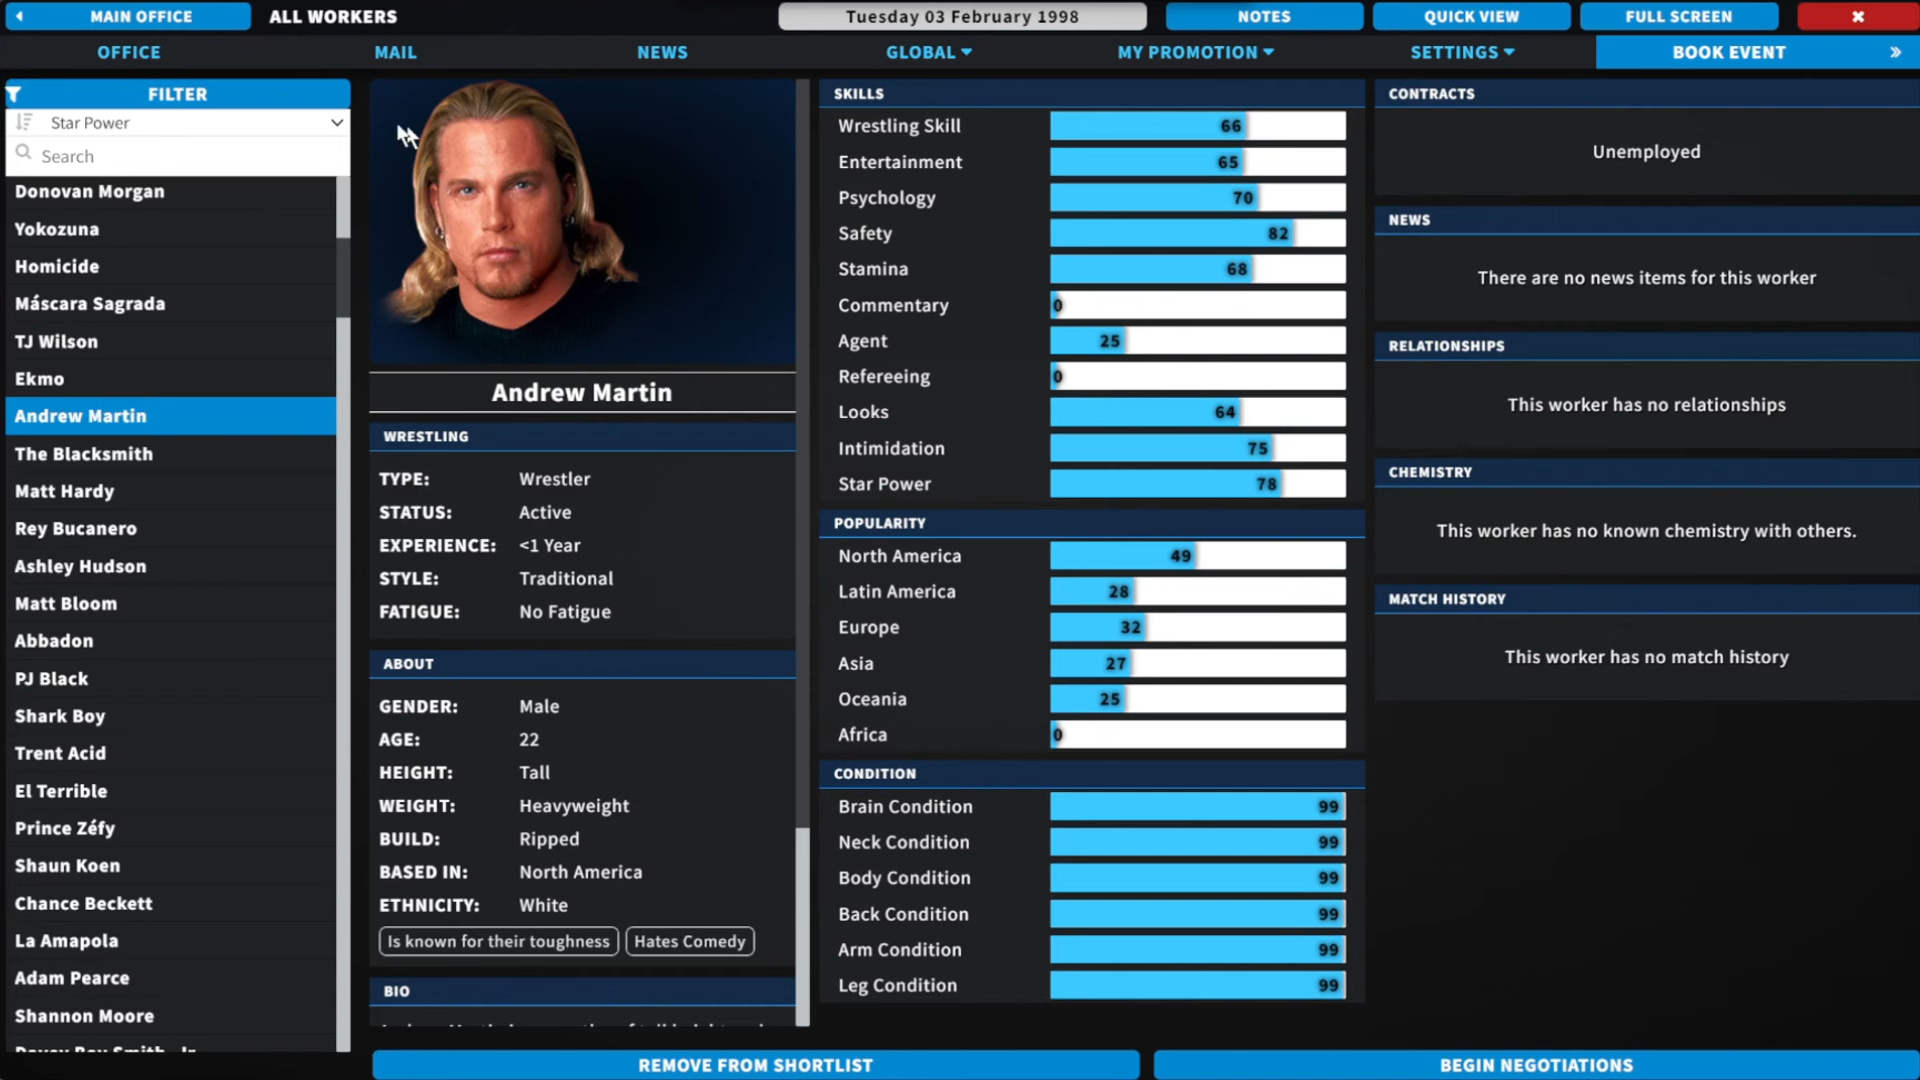 MAIN OFFICE
ALL WORKERS
Tuesday 03 February 1998
NOTES
QUICK VIEW
FULL SCREEN
OFFICE
MAIL
NEWS
GLOBAL
MY PROMOTION
SETTINGS
BOOK EVENT
FILTER
Star Power
Search
Donovan Morgan
Yokozuna
Homicide
Máscara Sagrada
TJ Wilson
Ekmo
Andrew Martin
The Blacksmith
Matt Hardy
Rey Bucanero
Ashley Hudson
Matt Bloom
Abbadon
PJ Black
Shark Boy
Trent Acid
El Terrible
Prince Zéfy
Shaun Koen
Chance Beckett
La Amapola
Adam Pearce
Shannon Moore
Andrew Martin
WRESTLING
TYPE: Wrestler
STATUS: Active
EXPERIENCE: <1 Year
STYLE: Traditional
FATIGUE: No Fatigue
ABOUT
GENDER: Male
AGE: 22
HEIGHT: Tall
WEIGHT: Heavyweight
BUILD: Ripped
BASED IN: North America
ETHNICITY: White
Is known for their toughness
Hates Comedy
BIO
SKILLS
Wrestling Skill 66
Entertainment 65
Psychology 70
Safety 82
Stamina 68
Commentary 0
Agent 25
Refereeing 0
Looks 64
Intimidation 75
Star Power 78
POPULARITY
North America 49
Latin America 28
Europe 32
Asia 27
Oceania 25
Africa 0
CONDITION
Brain Condition 99
Neck Condition 99
Body Condition 99
Back Condition 99
Arm Condition 99
Leg Condition 99
CONTRACTS
Unemployed
NEWS
There are no news items for this worker
RELATIONSHIPS
This worker has no relationships
CHEMISTRY
This worker has no known chemistry with others.
MATCH HISTORY
This worker has no match history
REMOVE FROM SHORTLIST
BEGIN NEGOTIATIONS